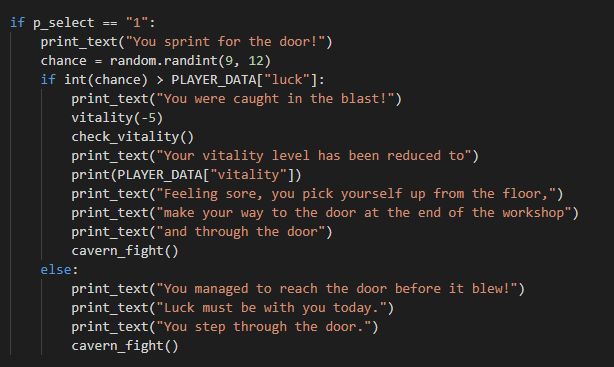 if p_select == "1":
    print_text("You sprint for the door!")
    chance = random.randint(9, 12)
    if int(chance) > PLAYER_DATA["luck"]:
        print_text("You were caught in the blast!")
        vitality(-5)
        check_vitality()
        print_text("Your vitality level has been reduced to")
        print(PLAYER_DATA["vitality"])
        print_text("Feeling sore, you pick yourself up from the floor,")
        print_text("make your way to the door at the end of the workshop")
        print_text("and through the door")
        cavern_fight()
    else:
        print_text("You managed to reach the door before it blew!")
        print_text("Luck must be with you today.")
        print_text("You step through the door.")
        cavern_fight()